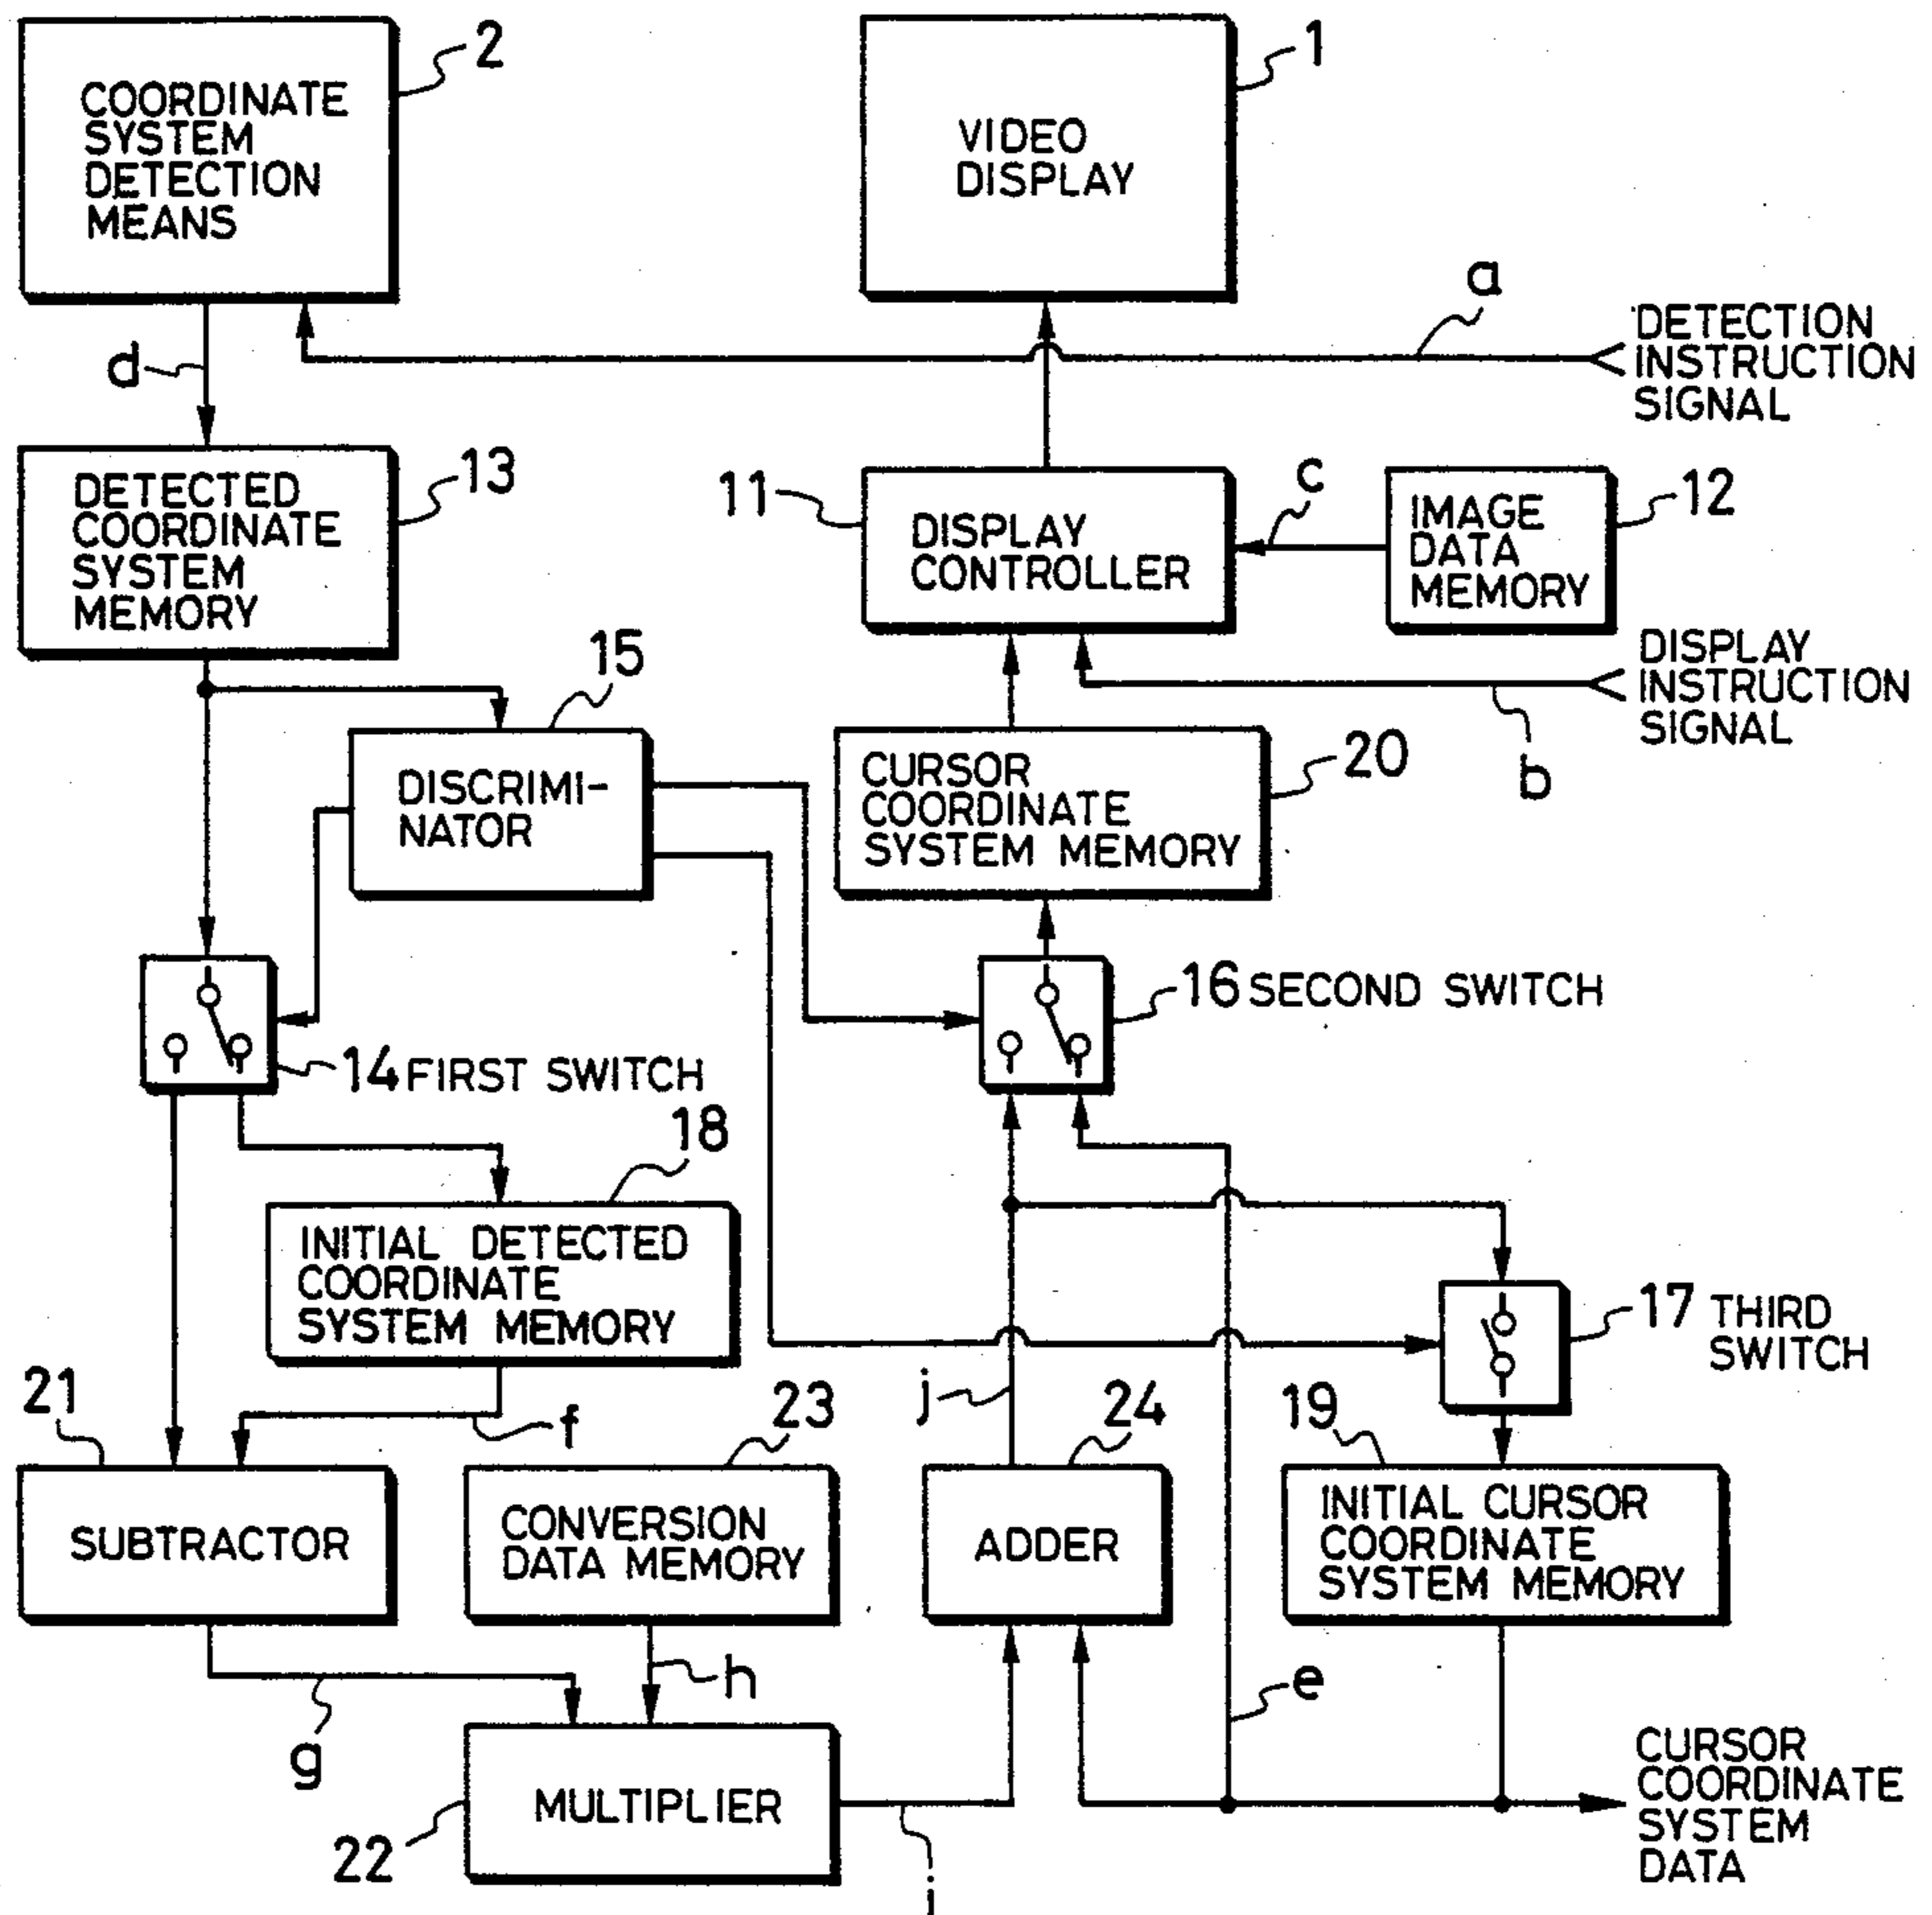 2
1
COORDINATE
SYSTEM
DETECTION
MEANS
VIDEO
DISPLAY
a
DETECTION
INSTRUCTION
SIGNAL
d
13
DETECTED
COORDINATE
SYSTEM
MEMORY
11
DISPLAY
CONTROLLER
c
12
IMAGE
DATA
MEMORY
15
DISPLAY
INSTRUCTION
SIGNAL
b
DISCRIMI-
NATOR
CURSOR
COORDINATE
SYSTEM MEMORY
20
16 SECOND SWITCH
14 FIRST SWITCH
18
INITIAL DETECTED
COORDINATE
SYSTEM MEMORY
17 THIRD
SWITCH
21
f
23
j
24
19
SUBTRACTOR
CONVERSION
DATA MEMORY
ADDER
INITIAL CURSOR
COORDINATE
SYSTEM MEMORY
g
h
e
22
MULTIPLIER
i
CURSOR
COORDINATE
SYSTEM
DATA